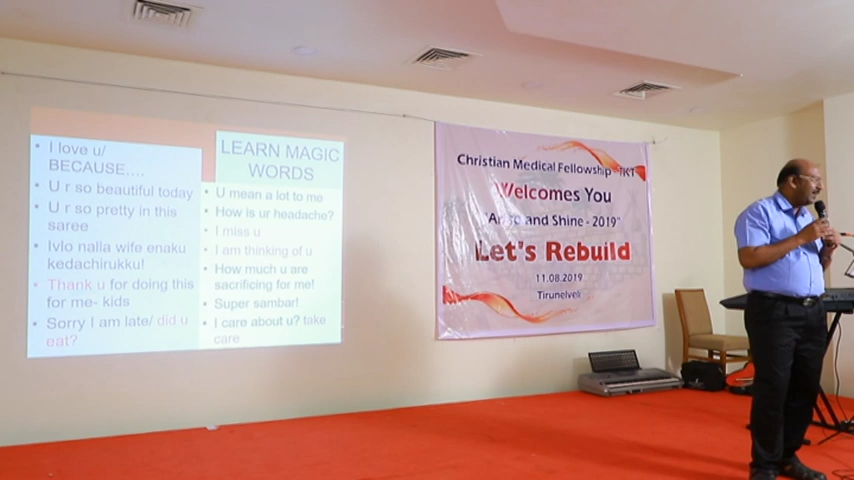 • I love u/
BECAUSE....
• U r so beautiful today
• U r so pretty in this
saree
• Ivlo nalla wife enaku
kedachirukku!
• Thank u for doing this
for me- kids
• Sorry I am late/ did u
eat?
LEARN MAGIC
WORDS
• U mean a lot to me
• How is ur headache?
• I miss u
• I am thinking of u
• How much u are
sacrificing for me!
• Super sambar!
• I care about u? take
care
Christian Medical Fellowship - TKT
Welcomes You
"Arise and Shine - 2019"
Let's Rebuild
11.08.2019
Tirunelveli